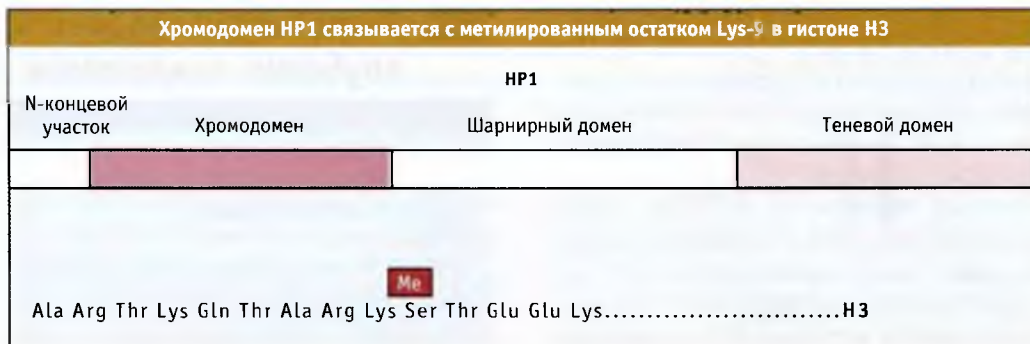 Хромодомен HP1 связывается с метилированным остатком Lys-9 в гистоне H3
HP1
N-концевой
участок Хромодомен Шарнирный домен Теневой домен
Me
Ala Arg Thr Lys Gln Thr Ala Arg Lys Ser Thr Glu Glu Lys............................H3